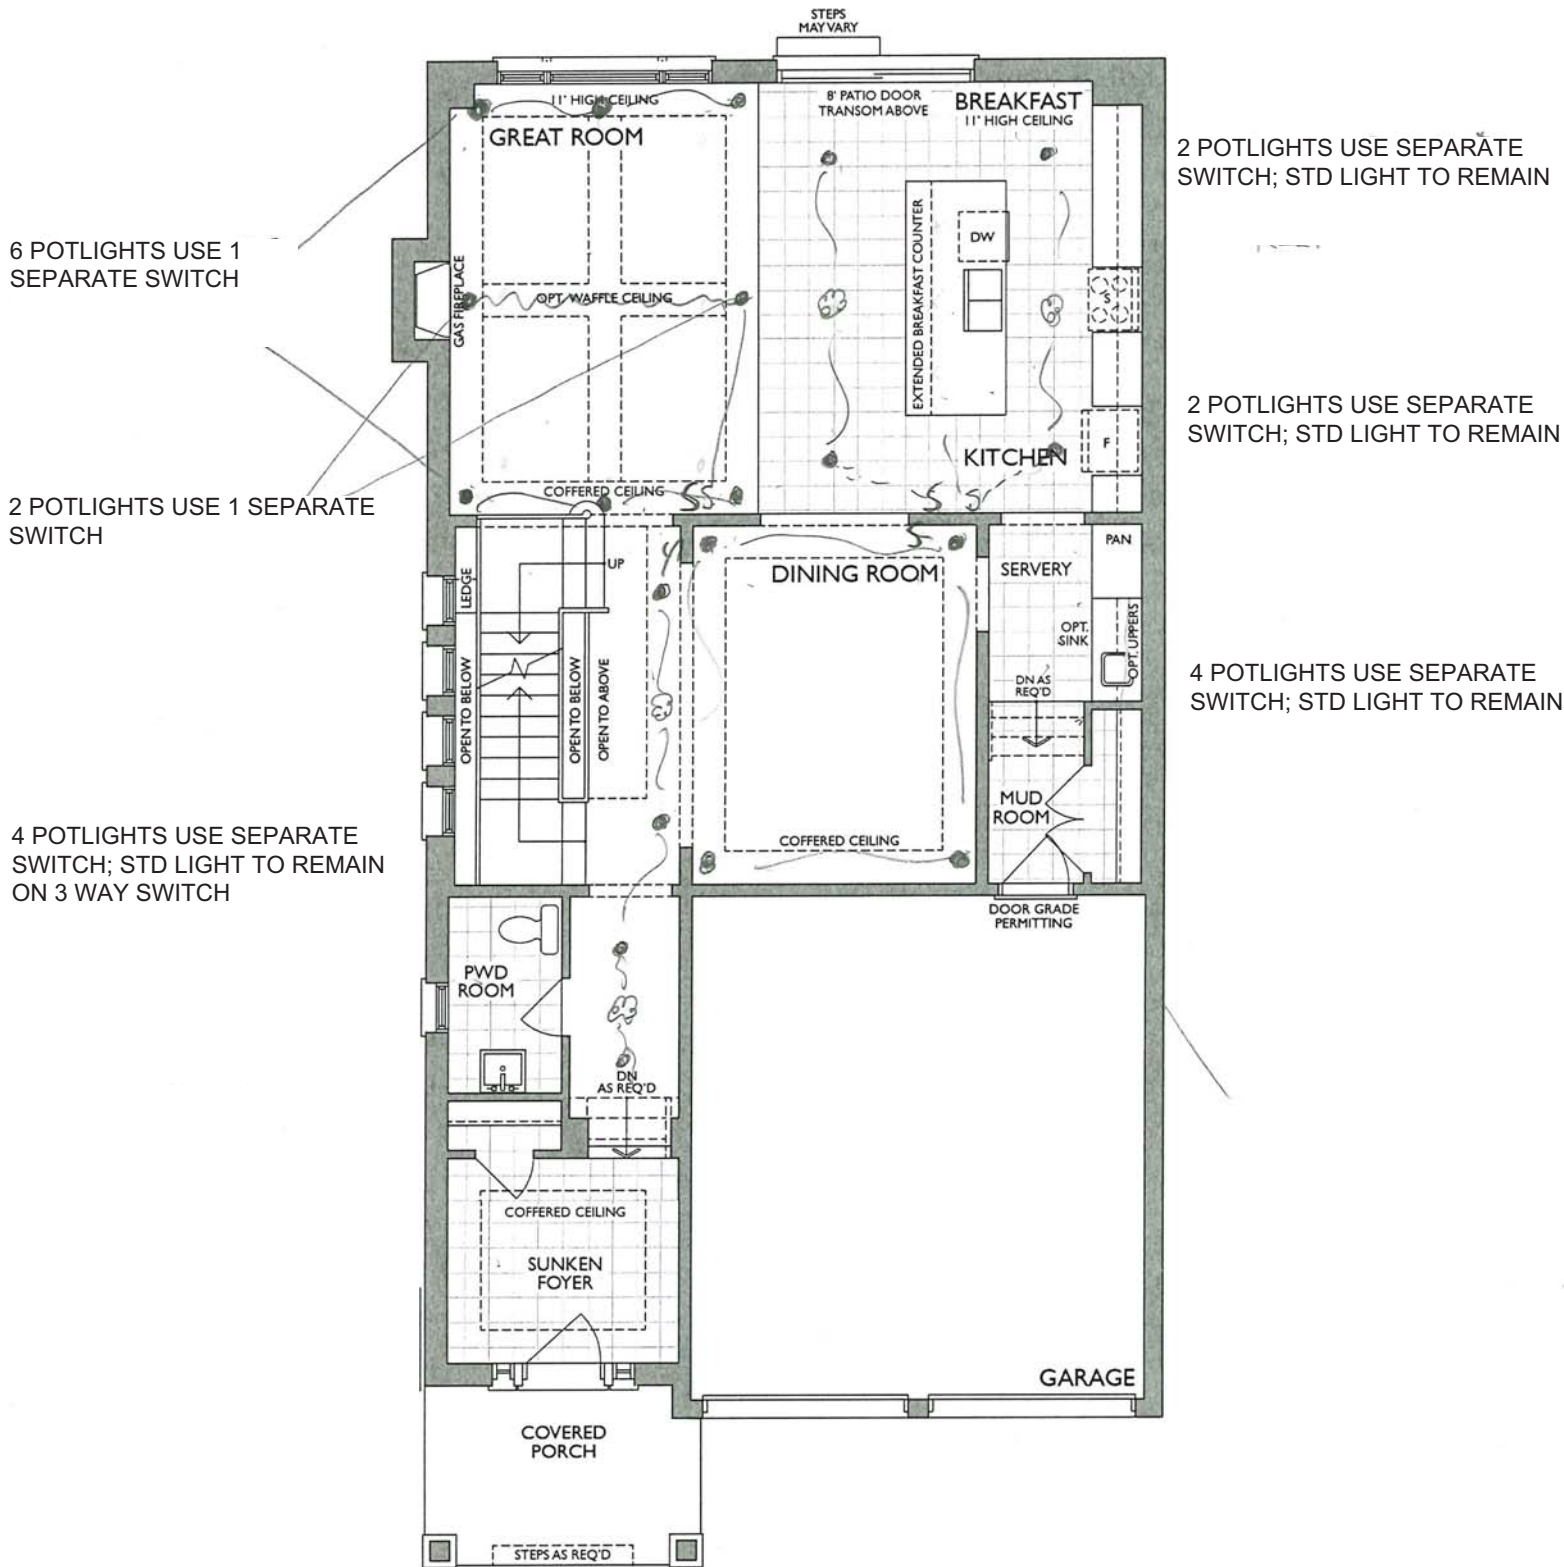 STEPS
MAY VARY
8' PATIO DOOR
TRANSOM ABOVE
BREAKFAST
11' HIGH CEILING
11' HIGH CEILING
GREAT ROOM
2 POTLIGHTS USE SEPARATE
SWITCH; STD LIGHT TO REMAIN
6 POTLIGHTS USE 1
SEPARATE SWITCH
EXTENDED BREAKFAST COUNTER
DW
GAS FIREPLACE
OPT. WAFFLE CEILING
S
2 POTLIGHTS USE SEPARATE
SWITCH; STD LIGHT TO REMAIN
F
KITCHEN
2 POTLIGHTS USE 1 SEPARATE
SWITCH
COFFERED CEILING
SS
S S
S
PAN
UP
DINING ROOM
SERVERY
LEDGE
OPT.
SINK
OPT. UPPERS
OPEN TO BELOW
N
OPEN TO BELOW
OPEN TO ABOVE
DN AS
REQ'D
4 POTLIGHTS USE SEPARATE
SWITCH; STD LIGHT TO REMAIN
MUD
ROOM
4 POTLIGHTS USE SEPARATE
SWITCH; STD LIGHT TO REMAIN
ON 3 WAY SWITCH
COFFERED CEILING
DOOR GRADE
PERMITTING
PWD
ROOM
DN
AS REQ'D
COFFERED CEILING
SUNKEN
FOYER
GARAGE
COVERED
PORCH
STEPS AS REQ'D